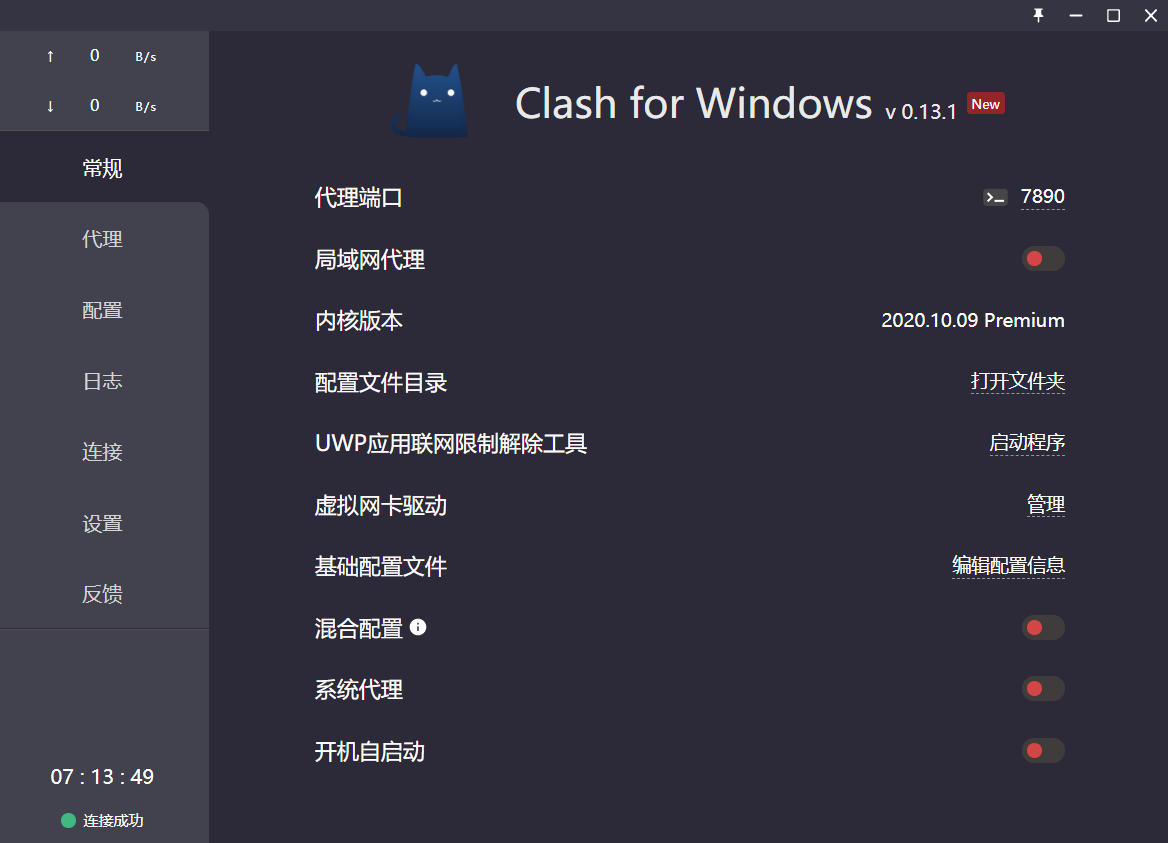 ↑ 0 B/s
↓ 0 B/s
常规
代理
配置
日志
连接
设置
反馈
07 : 13 : 49
连接成功
Clash for Windows v 0.13.1 New
代理端口 7890
局域网代理
内核版本 2020.10.09 Premium
配置文件目录 打开文件夹
UWP应用联网限制解除工具 启动程序
虚拟网卡驱动 管理
基础配置文件 编辑配置信息
混合配置
系统代理
开机自启动